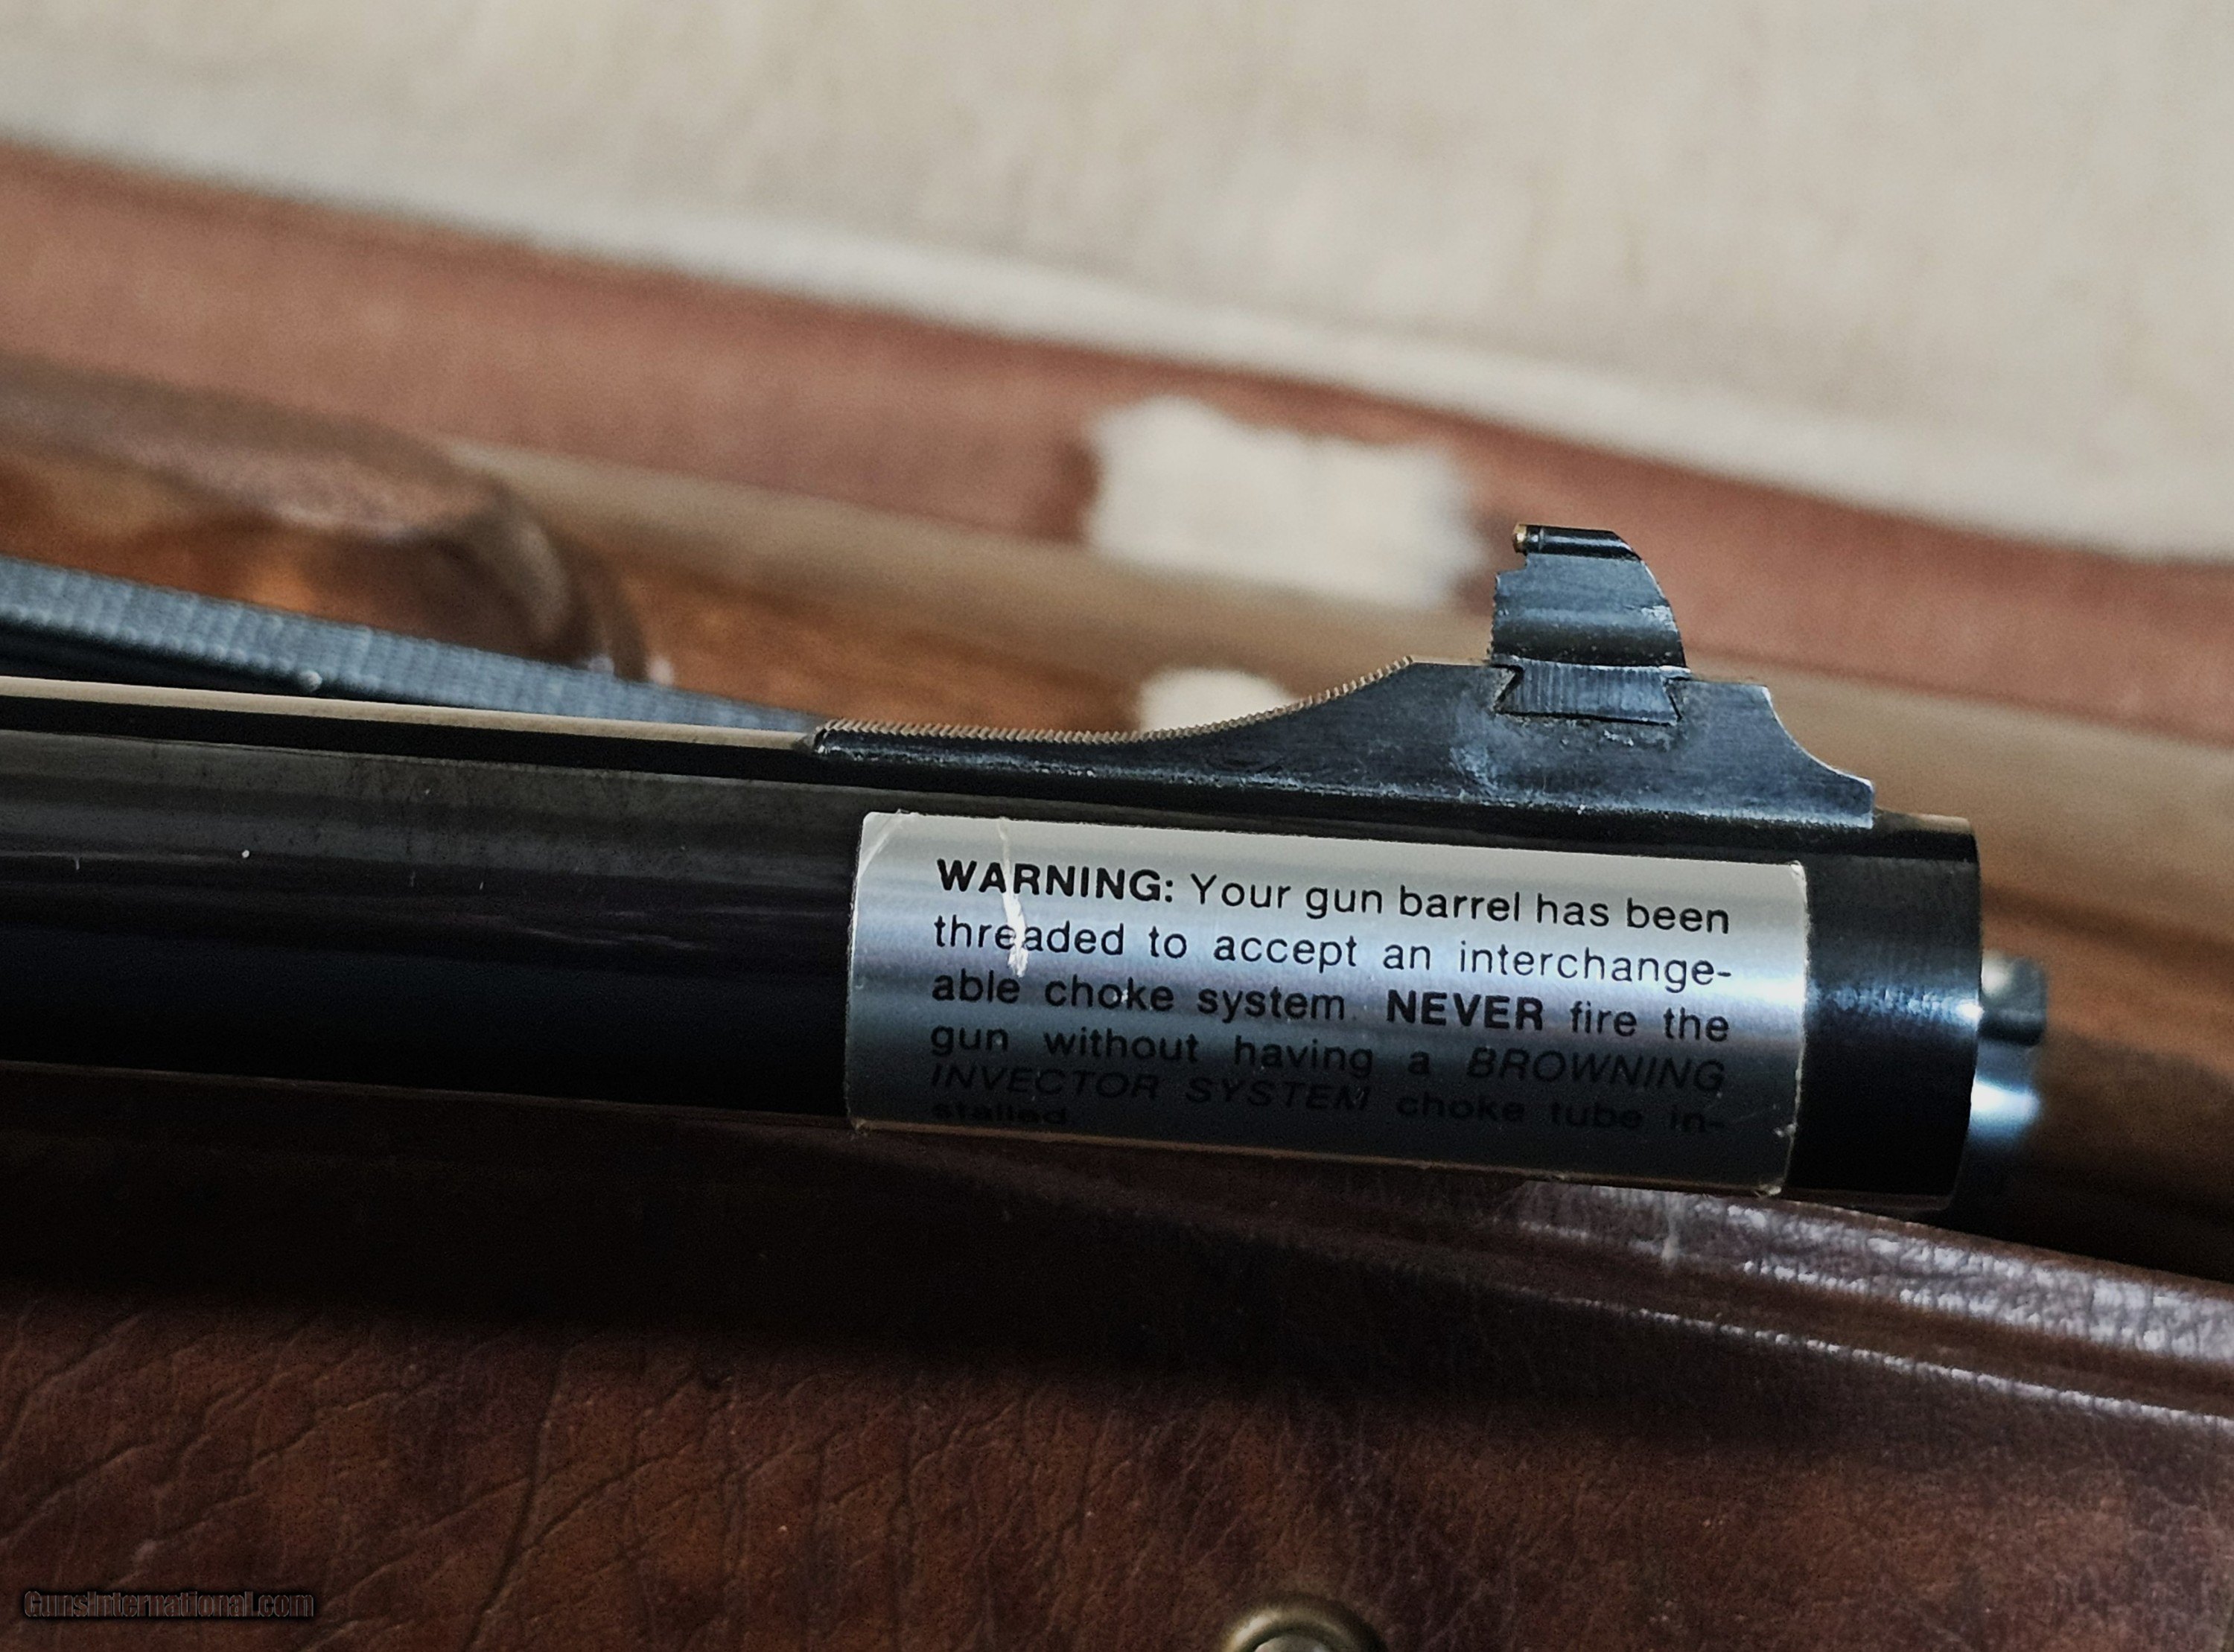 WARNING: Your gun barrel has been
threaded to accept an interchange-
able choke system. NEVER fire the
gun without having a BROWNING
INVECTOR SYSTEM choke tube in-
stalled
GunsInternational.com